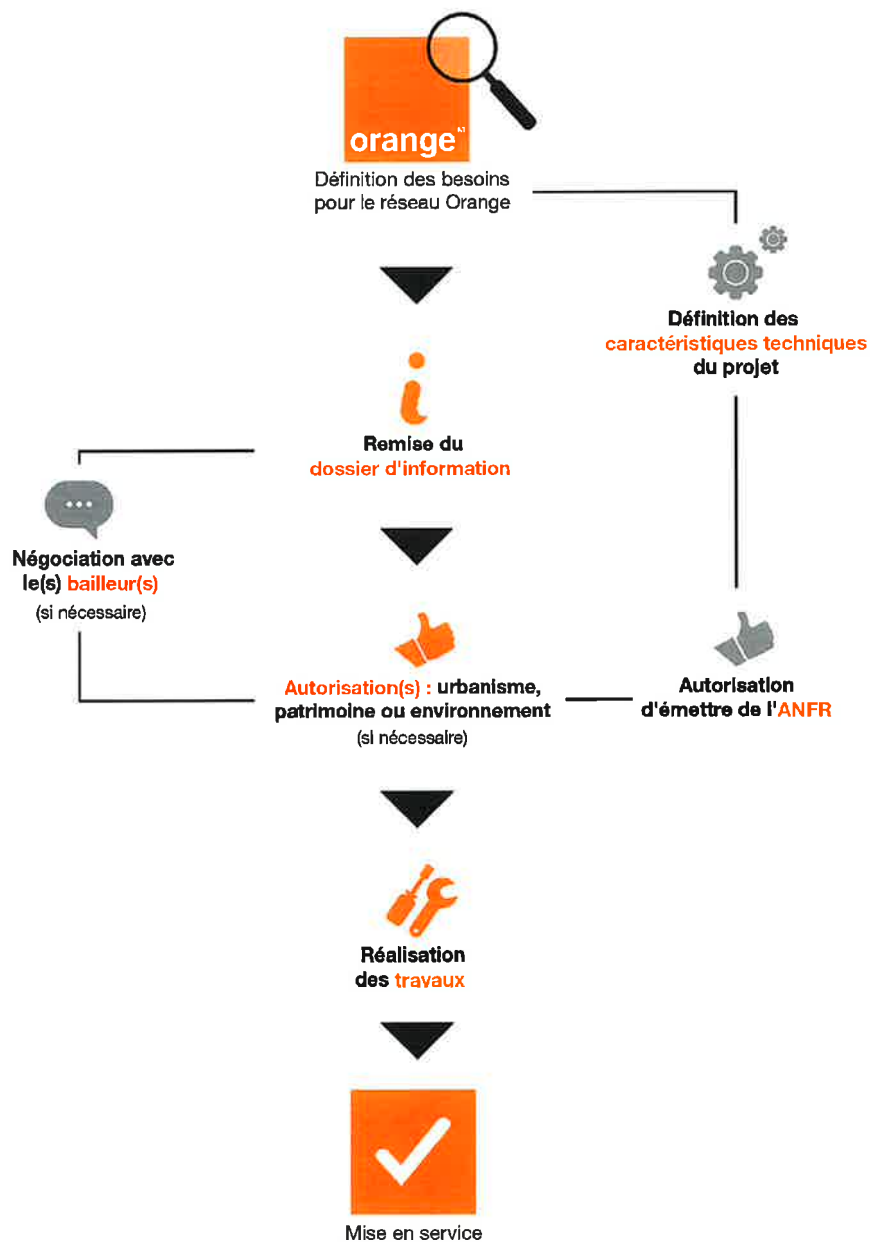 orange
Définition des besoins
pour le réseau Orange
Définition des
caractéristiques techniques
du projet
Remise du
dossier d'information
Négociation avec
le(s) bailleur(s)
(si nécessaire)
Autorisation(s) : urbanisme,
patrimoine ou environnement
(si nécessaire)
Autorisation
d'émettre de l'ANFR
Réalisation
des travaux
Mise en service